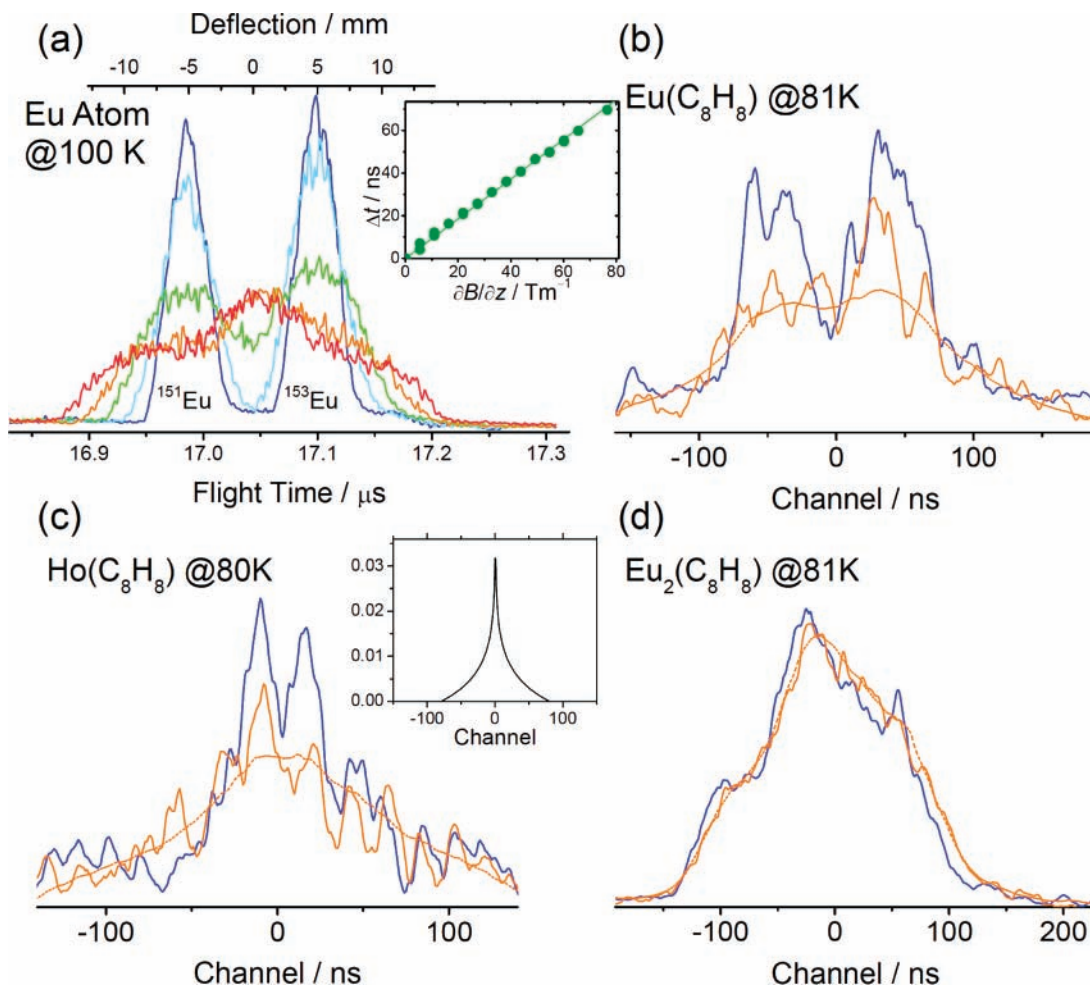 (a)
Deflection / mm
-10 -5 0 5 10
Eu Atom
@100 K
60
40
20
0
Δt / ns
0 20 40 60 80
∂B/∂z / Tm⁻¹
¹⁵¹Eu
¹⁵³Eu
16.9 17.0 17.1 17.2 17.3
Flight Time / μs
(b)
Eu(C₈H₈) @81K
-100 0 100
Channel / ns
(c)
Ho(C₈H₈) @80K
0.03
0.02
0.01
0.00
-100 0 100
Channel
-100 0 100
Channel / ns
(d)
Eu₂(C₈H₈) @81K
-100 0 100 200
Channel / ns